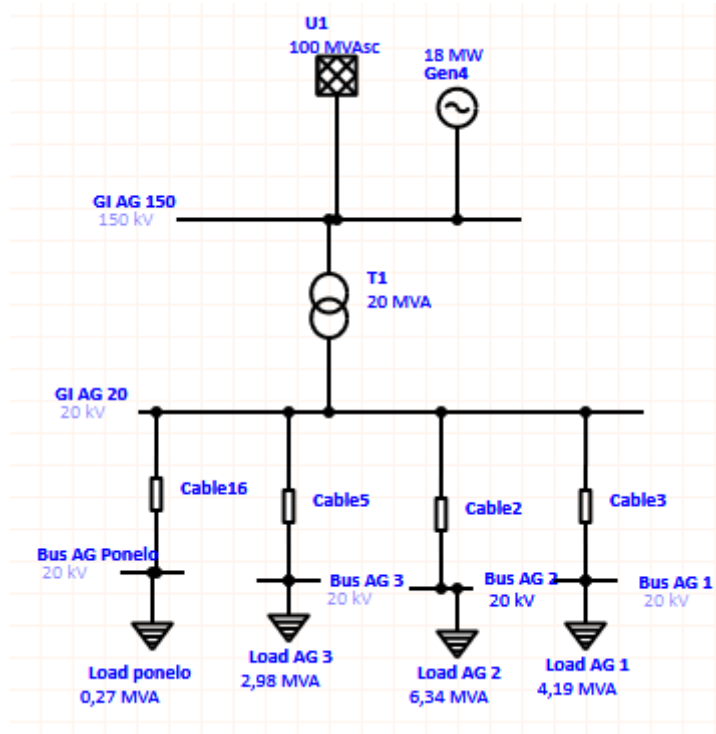 U1
100 MVAsc
18 MW
Gen4
GI AG 150
150 kV
T1
20 MVA
GI AG 20
20 kV
Cable16
Cable5
Cable2
Cable3
Bus AG Ponelo
20 kV
Bus AG 3
20 kV
Bus AG 2
20 kV
Bus AG 1
20 kV
Load ponelo
0,27 MVA
Load AG 3
2,98 MVA
Load AG 2
6,34 MVA
Load AG 1
4,19 MVA